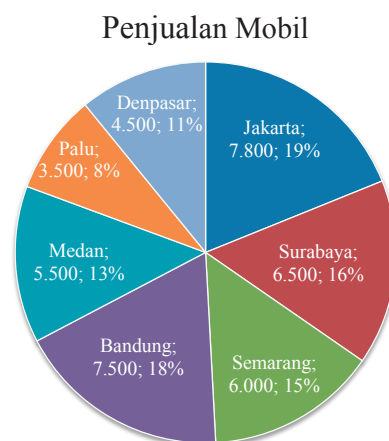 Penjualan Mobil
Denpasar;
4.500; 11%
Jakarta;
7.800; 19%
Palu;
3.500; 8%
Medan;
5.500; 13%
Surabaya;
6.500; 16%
Bandung;
7.500; 18%
Semarang;
6.000; 15%